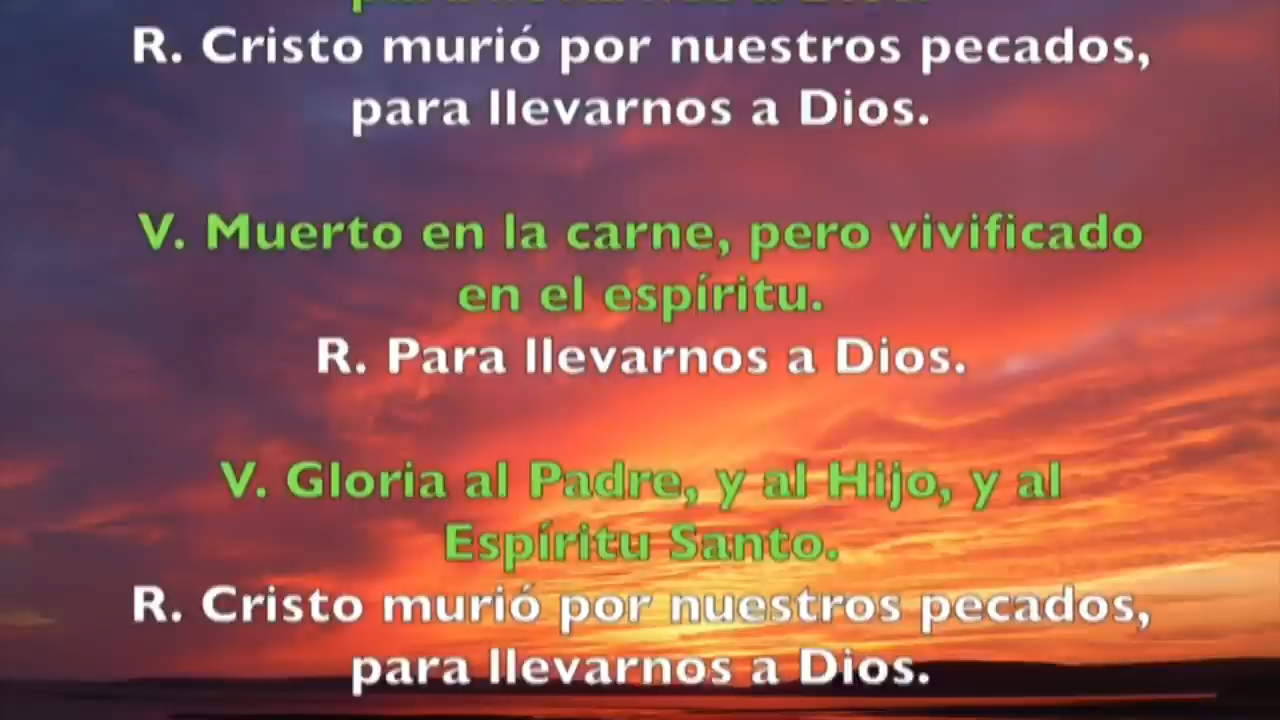 R. Cristo murió por nuestros pecados,
para llevarnos a Dios.
V. Muerto en la carne, pero vivificado
en el espíritu.
R. Para llevarnos a Dios.
V. Gloria al Padre, y al Hijo, y al
Espíritu Santo.
R. Cristo murió por nuestros pecados,
para llevarnos a Dios.